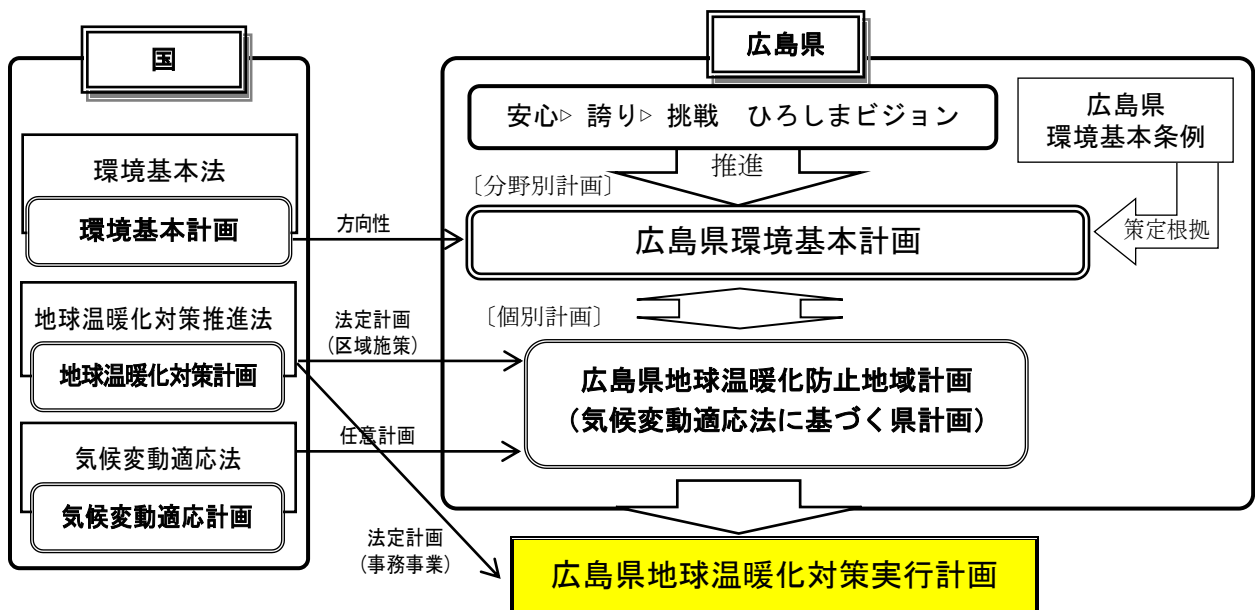 国
環境基本法
環境基本計画
地球温暖化対策推進法
地球温暖化対策計画
気候変動適応法
気候変動適応計画
方向性
法定計画
(区域施策)
任意計画
法定計画
(事務事業)
広島県
安心▷ 誇り▷ 挑戦　ひろしまビジョン
広島県
環境基本条例
推進
〔分野別計画〕
策定根拠
広島県環境基本計画
〔個別計画〕
広島県地球温暖化防止地域計画
(気候変動適応法に基づく県計画)
広島県地球温暖化対策実行計画